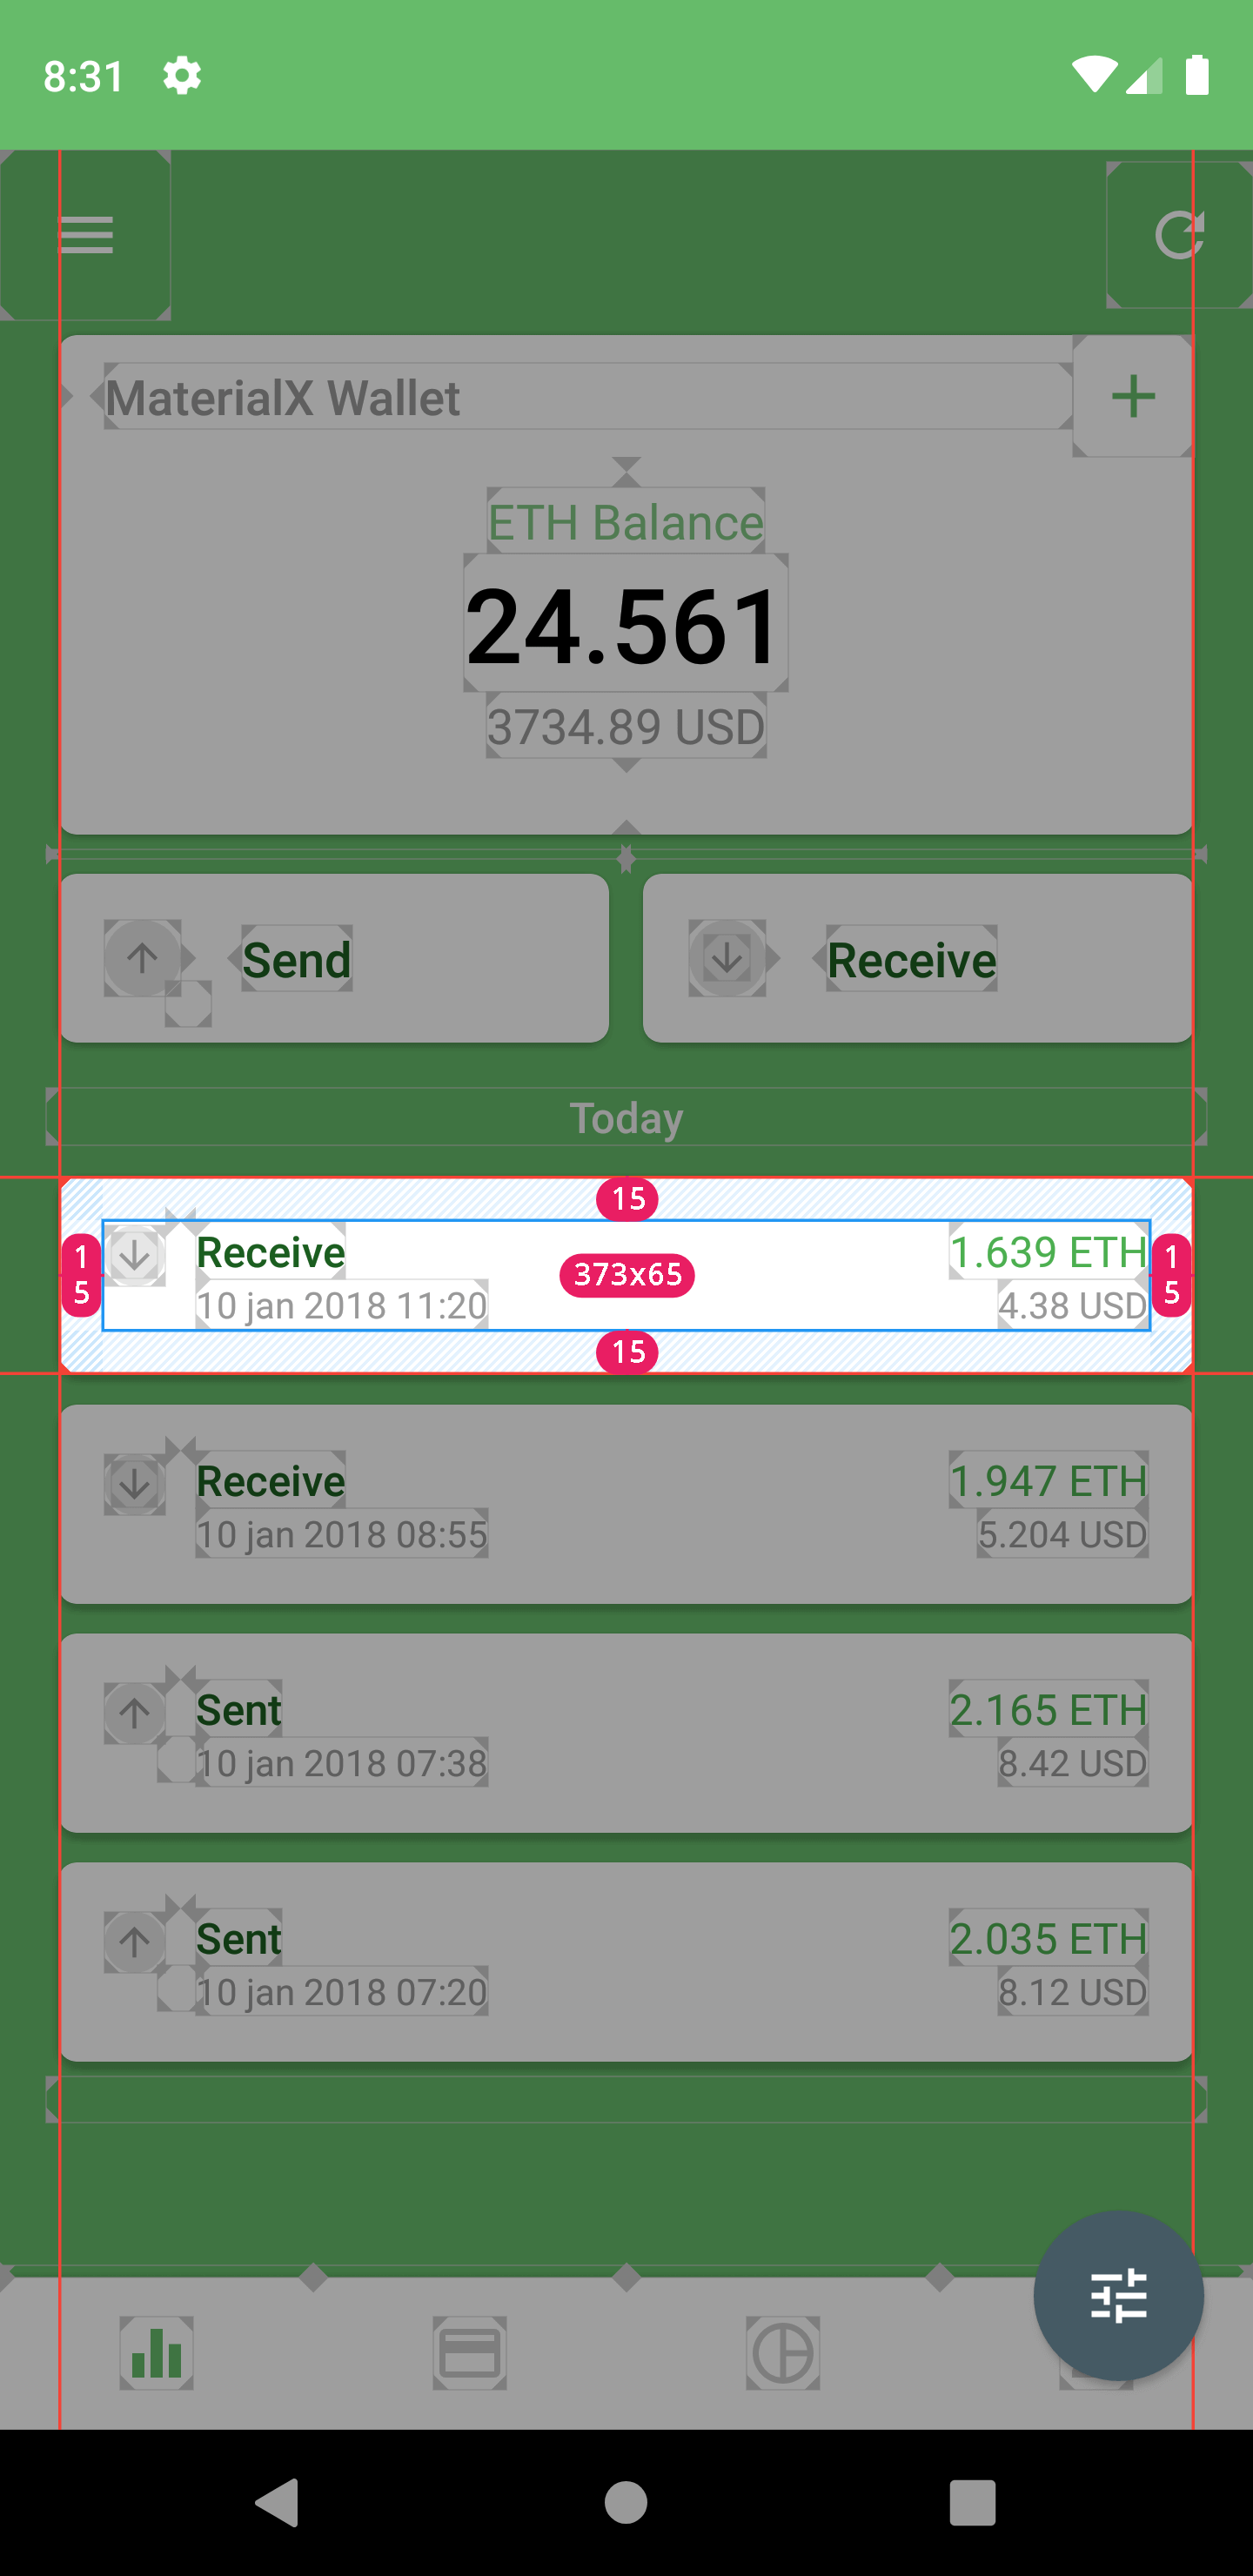 8:31
MaterialX Wallet
ETH Balance
24.561
3734.89 USD
Send
Receive
Today
15
15
Receive
373x65
1.639 ETH
15
10 jan 2018 11:20
4.38 USD
15
Receive
1.947 ETH
10 jan 2018 08:55
5.204 USD
Sent
2.165 ETH
10 jan 2018 07:38
8.42 USD
Sent
2.035 ETH
10 jan 2018 07:20
8.12 USD